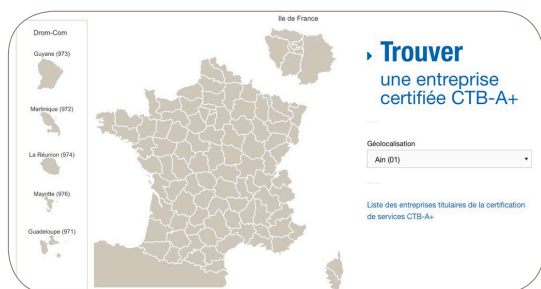 Drom-Com
Guyane (973)
Martinique (972)
La Réunion (974)
Mayotte (976)
Guadeloupe (971)
Ile de France
Trouver
une entreprise
certifiée CTB-A+
Géolocalisation
Ain (01)
Liste des entreprises titulaires de la certification
de services CTB-A+